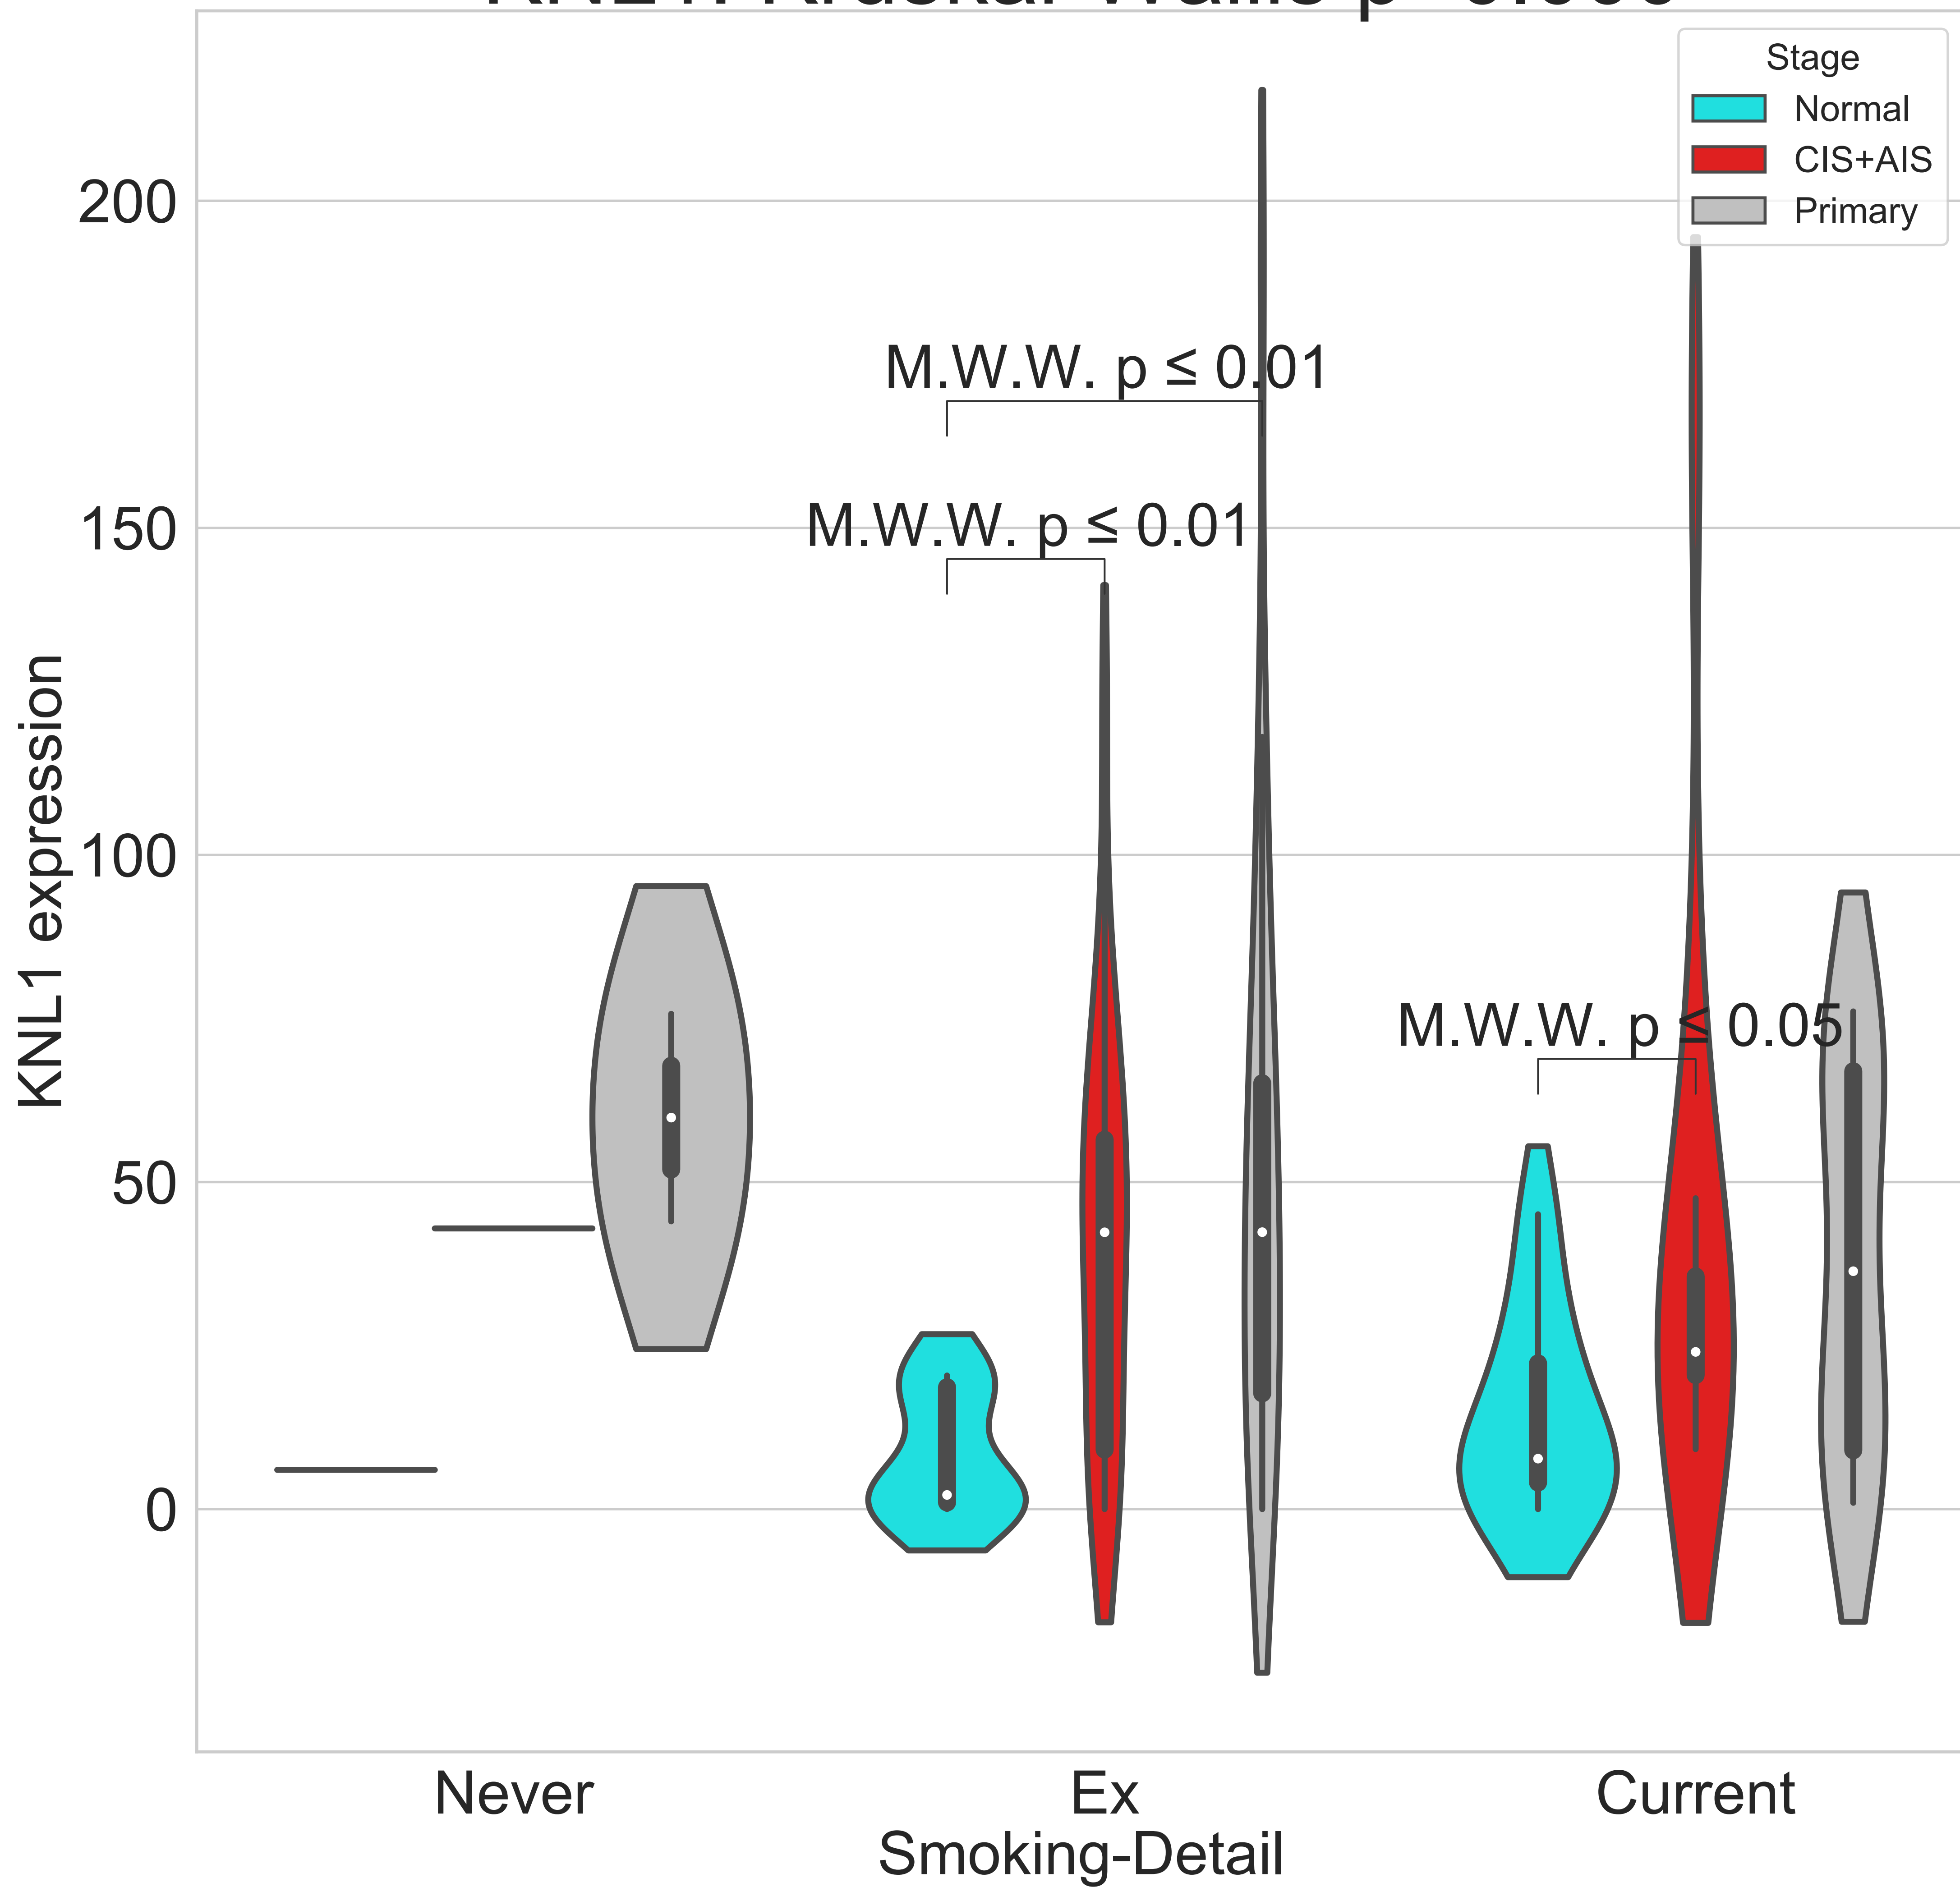 Stage
Normal
CIS+AIS
Primary
200
150
100
50
0
KNL1 expression
M.W.W. p ≤ 0.01
M.W.W. p ≤ 0.01
M.W.W. p ≤ 0.05
Never
Ex
Current
Smoking-Detail